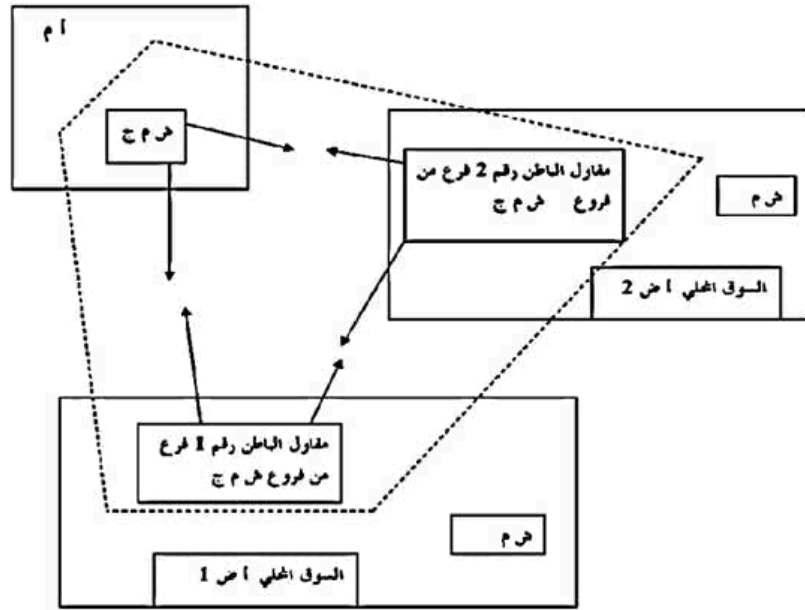 أ م
ش م ج
مقاول الباطن رقم 2 فرع من
فروع ش م ج
ش م
السوق المحلي أ ض 2
مقاول الباطن رقم 1 فرع
من فروع ش م ج
ش م
السوق المحلي أ ض 1